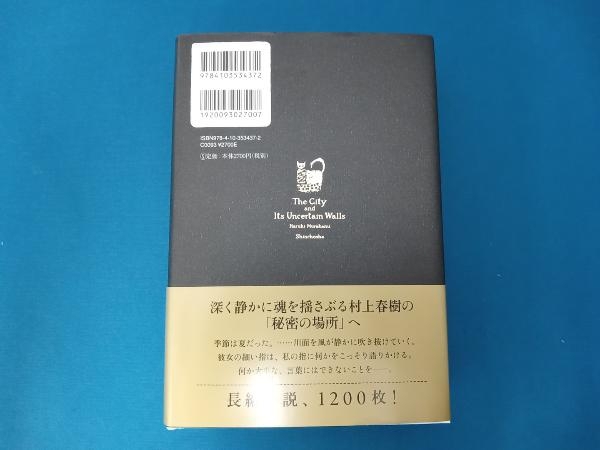 9784103534372
1920093027007
ISBN978-4-10-353437-2
C0093 ¥2700E
定価：本体2700円(税別)
The City
and
Its Uncertain Walls
Haruki Murakami
Shinchosha
深く静かに魂を揺さぶる村上春樹の
「秘密の場所」へ
季節は夏だった。……川面を風が静かに吹き抜けていく。
彼女の細い指は、私の指に何かをこっそり語りかける。
何か大事な、言葉にはできないことを――。
長編 説、1200枚！